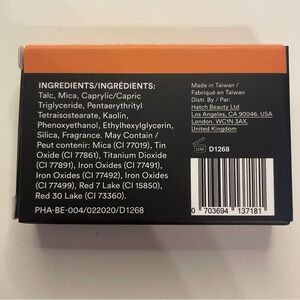 INGREDIENTS/INGRÉDIENTS:
Talc, Mica, Caprylic/Capric
Triglyceride, Pentaerythrityl
Tetraisostearate, Kaolin,
Phenoxyethanol, Ethylhexylglycerin,
Silica, Fragrance. May Contain /
Peut contenir: Mica (CI 77019), Tin
Oxide (CI 77861), Titanium Dioxide
(CI 77891), Iron Oxides (CI 77491),
Iron Oxides (CI 77492), Iron Oxides
(CI 77499), Red 7 Lake (CI 15850),
Red 30 Lake (CI 73360).
PHA-BE-004/022020/D1268
Made in Taiwan /
Fabriqué en Taïwan
Distr. By / Par:
Hatch Beauty Ltd
Los Angeles, CA 90046. USA
London. WC1N 3AX.
United Kingdom
12M
D1268
0 703694 137181